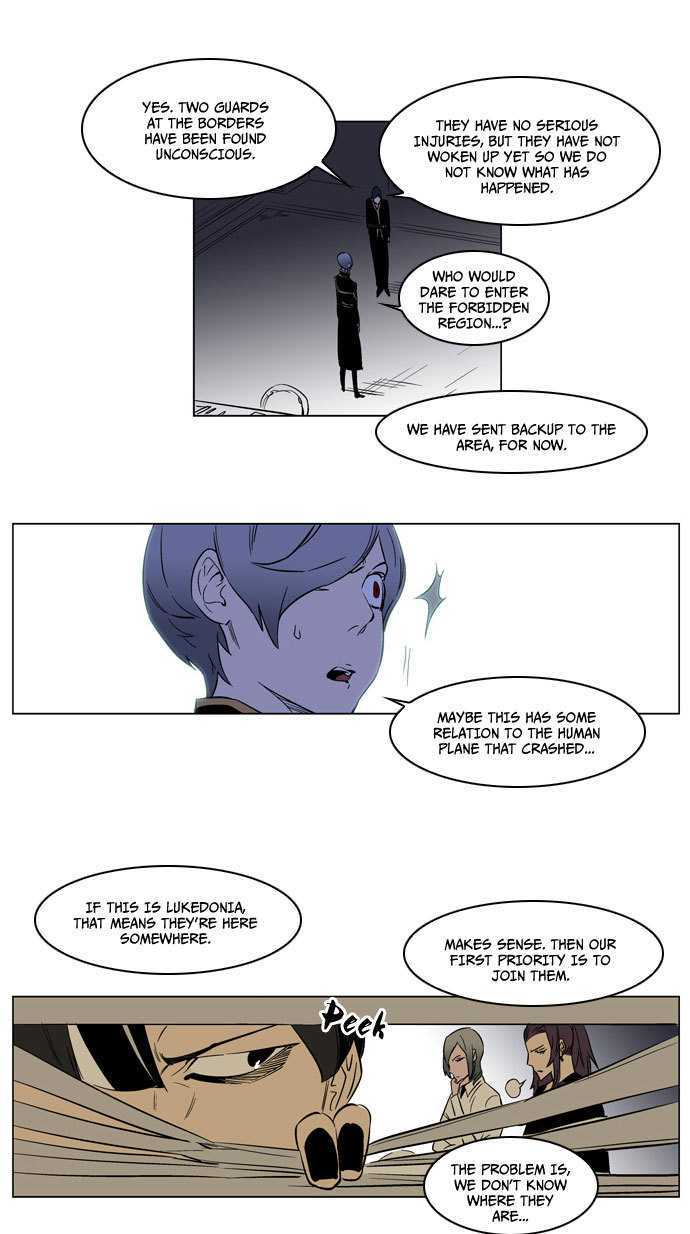 YES. TWO GUARDS
AT THE BORDERS
HAVE BEEN FOUND
UNCONSCIOUS.
THEY HAVE NO SERIOUS
INJURIES, BUT THEY HAVE NOT
WOKEN UP YET SO WE DO
NOT KNOW WHAT HAS
HAPPENED.
WHO WOULD
DARE TO ENTER
THE FORBIDDEN
REGION...?
WE HAVE SENT BACKUP TO THE
AREA, FOR NOW.
MAYBE THIS HAS SOME
RELATION TO THE HUMAN
PLANE THAT CRASHED...
IF THIS IS LUKEDONIA,
THAT MEANS THEY'RE HERE
SOMEWHERE.
MAKES SENSE. THEN OUR
FIRST PRIORITY IS TO
JOIN THEM.
Peek
THE PROBLEM IS,
WE DON'T KNOW
WHERE THEY
ARE...